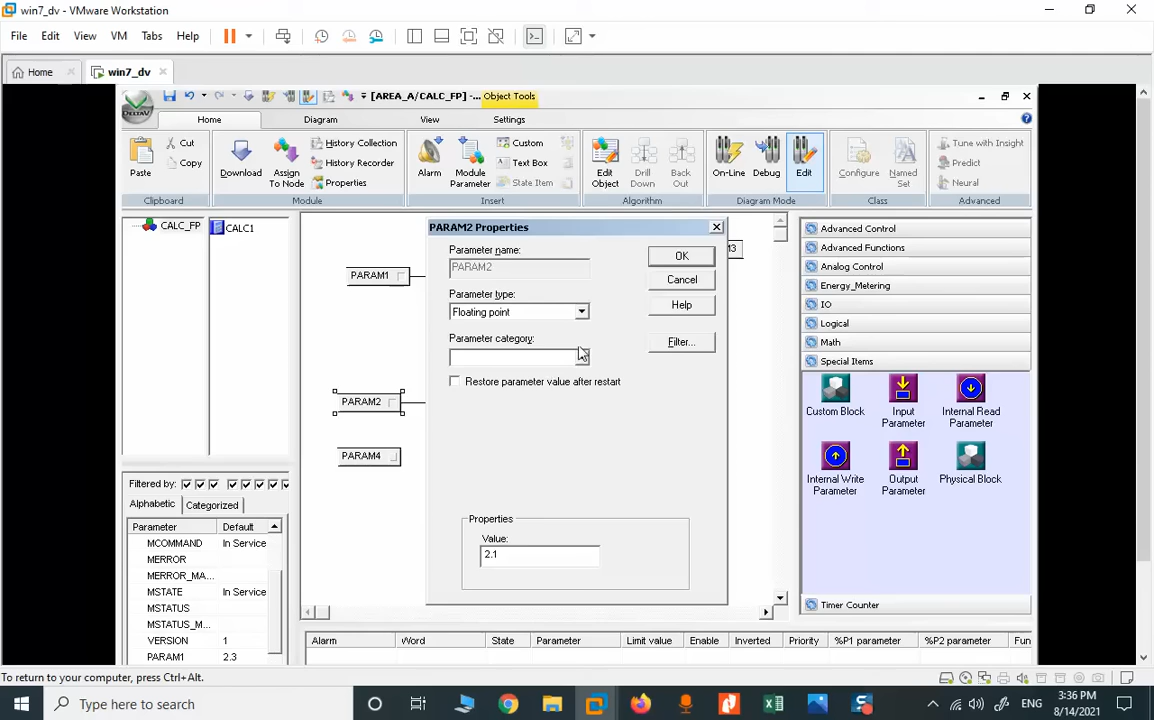 win7_dv - VMware Workstation
File Edit View VM Tabs Help
Home win7_dv
[AREA_A/CALC_FP] -... Object Tools
DELTAV
Home Diagram View Settings
Paste Cut Copy
Clipboard
Download Assign To Node
History Collection
History Recorder
Properties
Module
Alarm Module Parameter
Custom
Text Box
State Item
Insert
Edit Object Drill Down Back Out
Algorithm
On-Line Debug Edit
Diagram Mode
Configure Named Set
Class
Tune with Insight
Predict
Neural
Advanced
CALC_FP CALC1
PARAM1
PARAM2
PARAM4
M3
PARAM2 Properties
Parameter name:
PARAM2
Parameter type:
Floating point
Parameter category:
Restore parameter value after restart
OK
Cancel
Help
Filter...
Properties
Value:
2.1
Advanced Control
Advanced Functions
Analog Control
Energy_Metering
IO
Logical
Math
Special Items
Custom Block
Input Parameter
Internal Read Parameter
Internal Write Parameter
Output Parameter
Physical Block
Timer Counter
Filtered by:
Alphabetic Categorized
Parameter Default
MCOMMAND In Service
MERROR
MERROR_MA...
MSTATE In Service
MSTATUS
MSTATUS_M...
VERSION 1
PARAM1 2.3
Alarm Word State Parameter Limit value Enable Inverted Priority %P1 parameter %P2 parameter Fun
To return to your computer, press Ctrl+Alt.
Type here to search
ENG
3:36 PM
8/14/2021